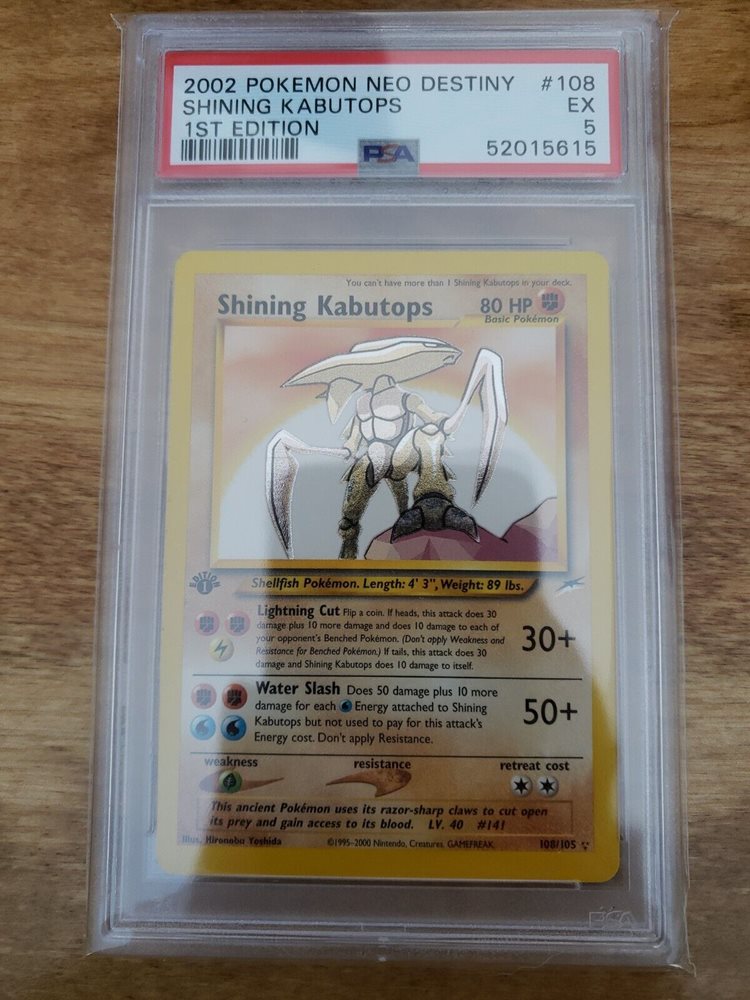 2002 POKEMON NEO DESTINY #108
SHINING KABUTOPS EX
1ST EDITION 5
PSA 52015615
You can't have more than 1 Shining Kabutops in your deck.
Shining Kabutops 80 HP
Basic Pokémon
EDITION
1
Shellfish Pokémon. Length: 4' 3", Weight: 89 lbs.
Lightning Cut Flip a coin. If heads, this attack does 30
damage plus 10 more damage and does 10 damage to each of
your opponent's Benched Pokémon. (Don't apply Weakness and
Resistance for Benched Pokémon.) If tails, this attack does 30
damage and Shining Kabutops does 10 damage to itself.
30+
Water Slash Does 50 damage plus 10 more
damage for each Energy attached to Shining
Kabutops but not used to pay for this attack's
Energy cost. Don't apply Resistance.
50+
weakness resistance retreat cost
This ancient Pokémon uses its razor-sharp claws to cut open
its prey and gain access to its blood. LV. 40 #141
Illus. Hironobu Yoshida ©1995-2000 Nintendo, Creatures, GAMEFREAK. 108/105
PSA